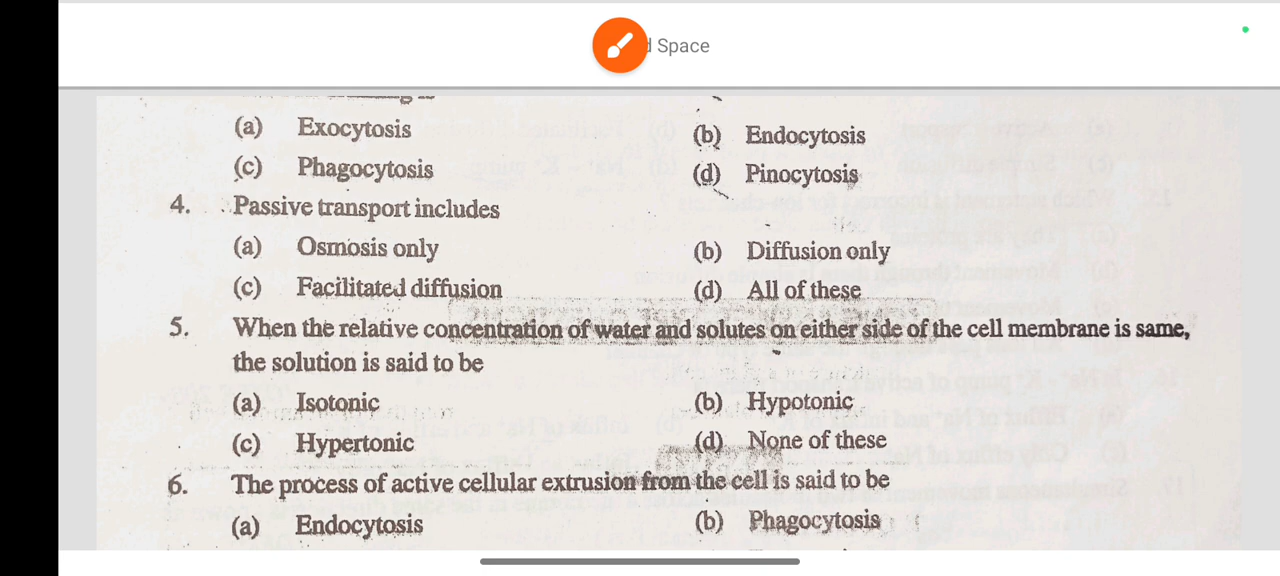 Space
(a) Exocytosis (b) Endocytosis
(c) Phagocytosis (d) Pinocytosis
4. Passive transport includes
(a) Osmosis only (b) Diffusion only
(c) Facilitated diffusion (d) All of these
5. When the relative concentration of water and solutes on either side of the cell membrane is same,
the solution is said to be
(a) Isotonic (b) Hypotonic
(c) Hypertonic (d) None of these
6. The process of active cellular extrusion from the cell is said to be
(a) Endocytosis (b) Phagocytosis